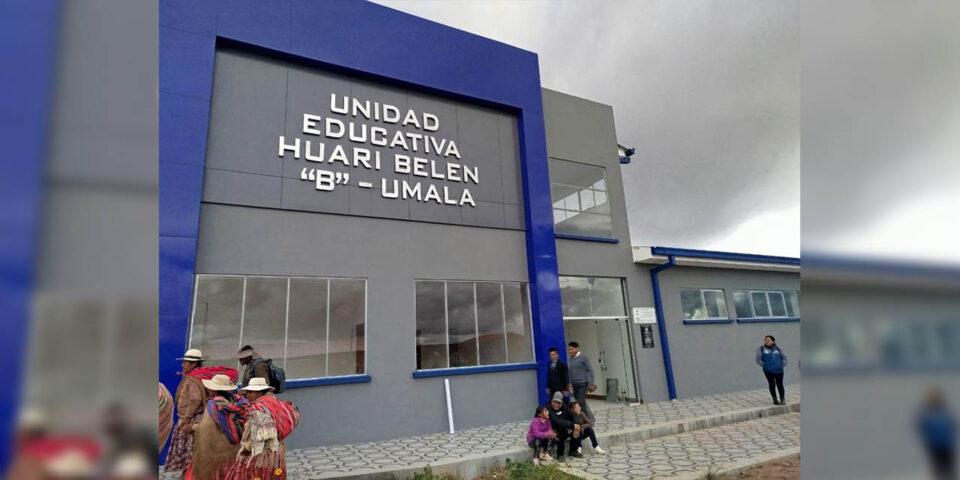 UNIDAD
EDUCATIVA
HUARI BELEN
“B” - UMALA